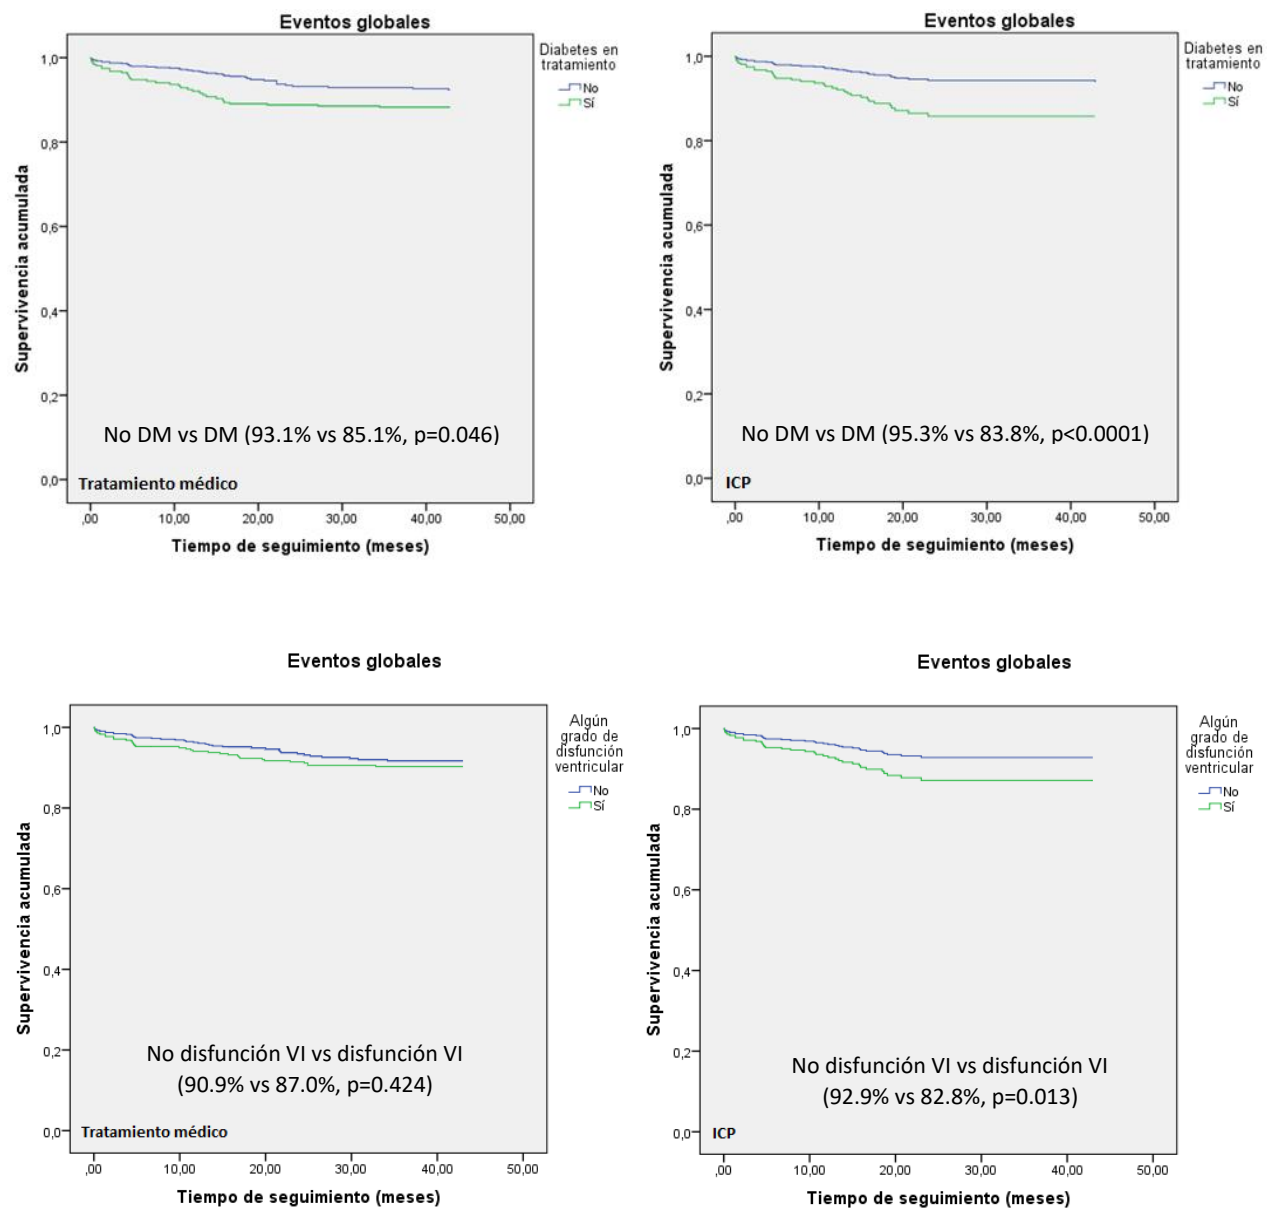 Eventos globales
Diabetes en
tratamiento
No
Sí
1,0
0,8
0,6
0,4
0,2
0,0
Supervivencia acumulada
No DM vs DM (93.1% vs 85.1%, p=0.046)
Tratamiento médico
,00 10,00 20,00 30,00 40,00 50,00
Tiempo de seguimiento (meses)
Eventos globales
Diabetes en
tratamiento
No
Sí
1,0
0,8
0,6
0,4
0,2
0,0
Supervivencia acumulada
No DM vs DM (95.3% vs 83.8%, p<0.0001)
ICP
,00 10,00 20,00 30,00 40,00 50,00
Tiempo de seguimiento (meses)
Eventos globales
Algún
grado de
disfunción
ventricular
No
Sí
1,0
0,8
0,6
0,4
0,2
0,0
Supervivencia acumulada
No disfunción VI vs disfunción VI
(90.9% vs 87.0%, p=0.424)
Tratamiento médico
,00 10,00 20,00 30,00 40,00 50,00
Tiempo de seguimiento (meses)
Eventos globales
Algún
grado de
disfunción
ventricular
No
Sí
1,0
0,8
0,6
0,4
0,2
0,0
Supervivencia acumulada
No disfunción VI vs disfunción VI
(92.9% vs 82.8%, p=0.013)
ICP
,00 10,00 20,00 30,00 40,00 50,00
Tiempo de seguimiento (meses)